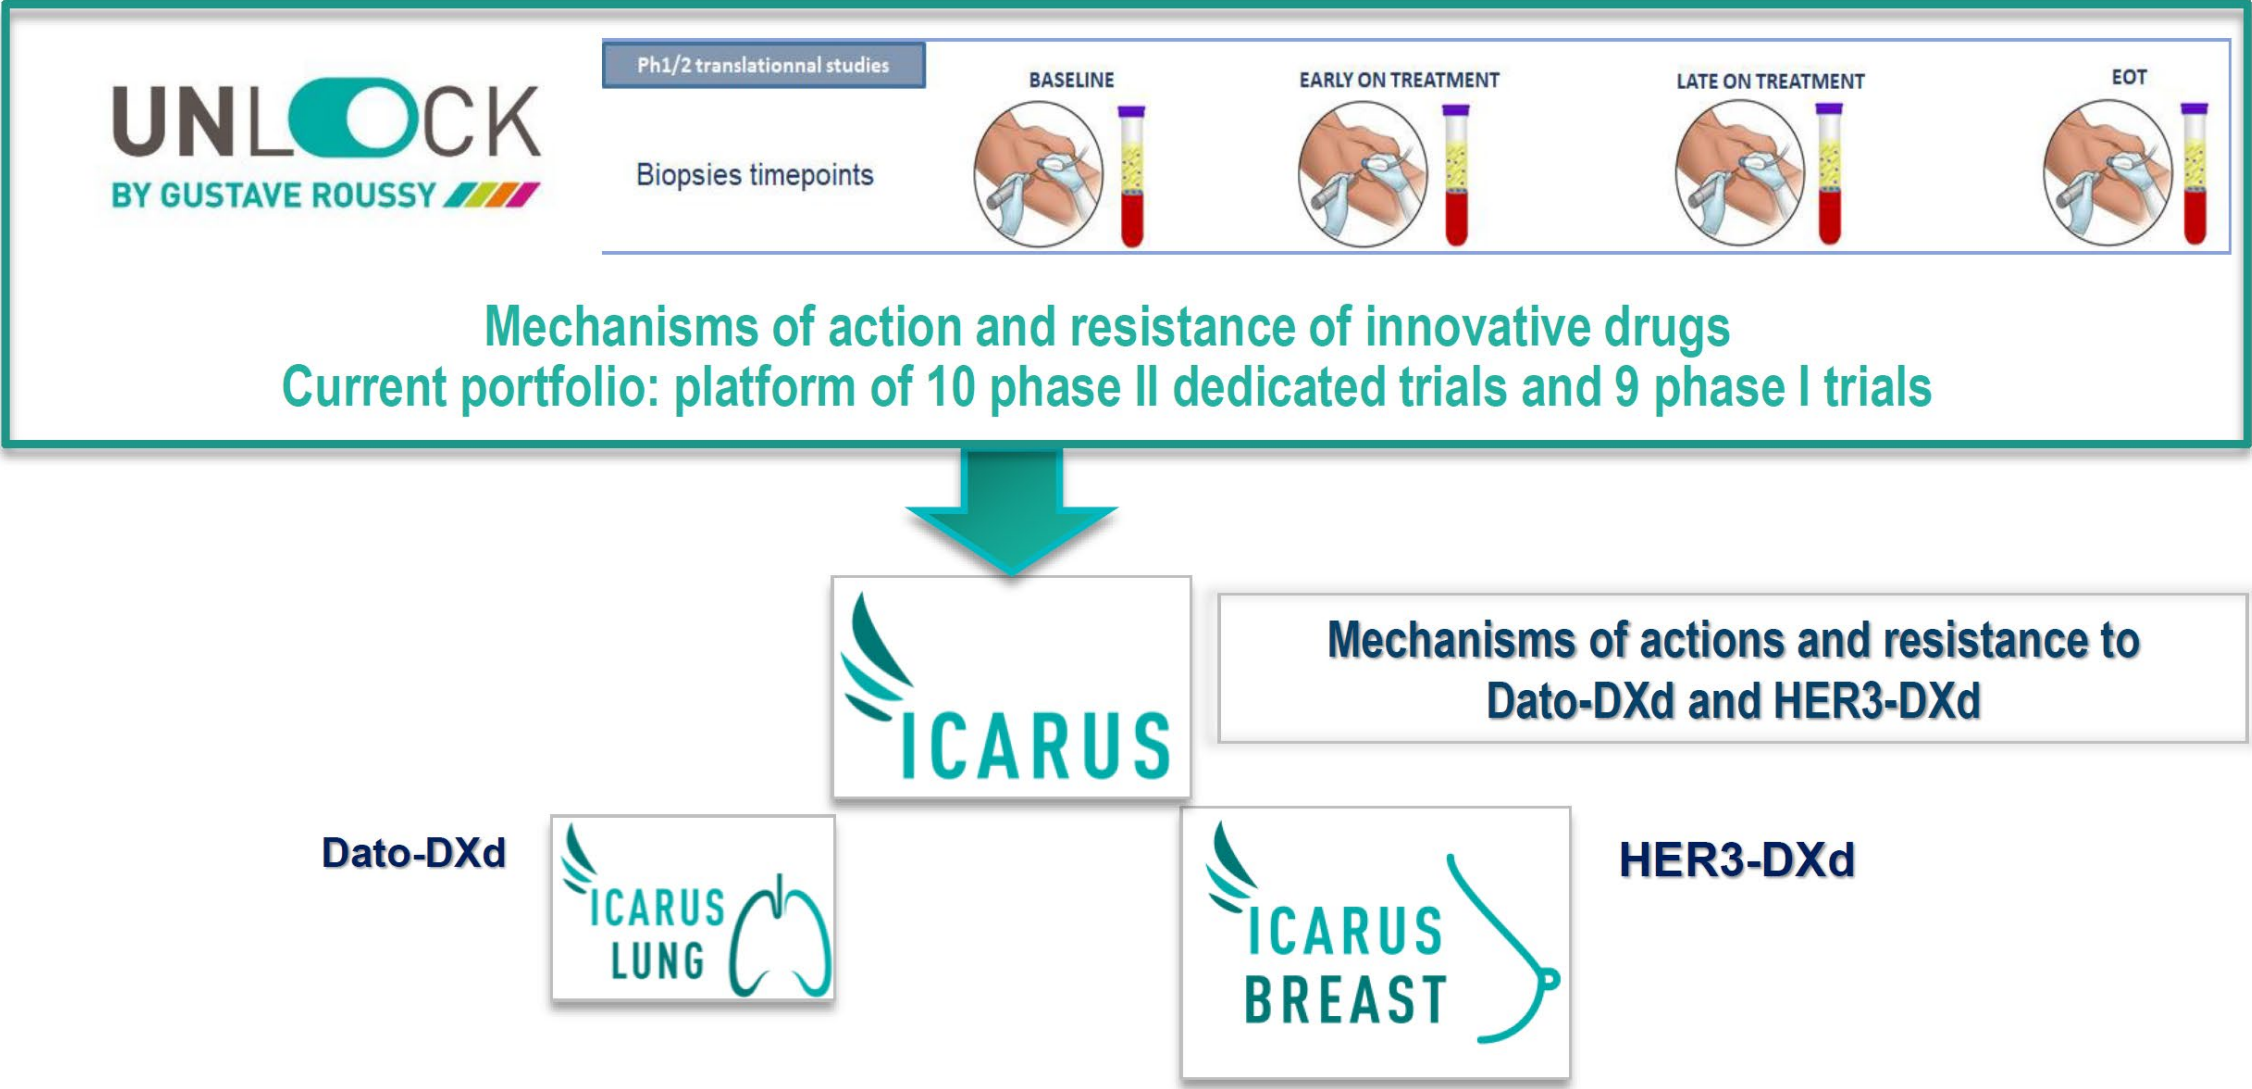 UNLOCK
BY GUSTAVE ROUSSY
Ph1/2 translationnal studies
Biopsies timepoints
BASELINE
EARLY ON TREATMENT
LATE ON TREATMENT
EOT
Mechanisms of action and resistance of innovative drugs
Current portfolio: platform of 10 phase II dedicated trials and 9 phase I trials
ICARUS
Mechanisms of actions and resistance to
Dato-DXd and HER3-DXd
Dato-DXd
ICARUS
LUNG
ICARUS
BREAST
HER3-DXd